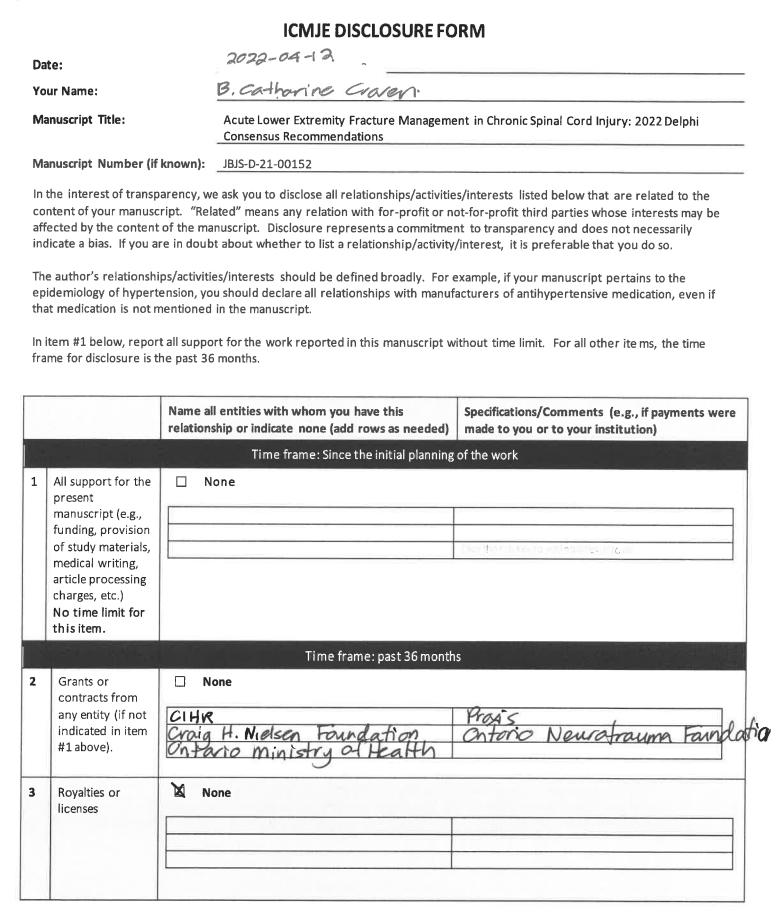 ICMJE DISCLOSURE FORM
Date: 2022-04-12
Your Name: B. Catharine Craven
Manuscript Title: Acute Lower Extremity Fracture Management in Chronic Spinal Cord Injury: 2022 Delphi
Consensus Recommendations
Manuscript Number (if known): JBJS-D-21-00152
In the interest of transparency, we ask you to disclose all relationships/activities/interests listed below that are related to the
content of your manuscript. "Related" means any relation with for-profit or not-for-profit third parties whose interests may be
affected by the content of the manuscript. Disclosure represents a commitment to transparency and does not necessarily
indicate a bias. If you are in doubt about whether to list a relationship/activity/interest, it is preferable that you do so.
The author's relationships/activities/interests should be defined broadly. For example, if your manuscript pertains to the
epidemiology of hypertension, you should declare all relationships with manufacturers of antihypertensive medication, even if
that medication is not mentioned in the manuscript.
In item #1 below, report all support for the work reported in this manuscript without time limit. For all other items, the time
frame for disclosure is the past 36 months.
Name all entities with whom you have this
relationship or indicate none (add rows as needed)
Specifications/Comments (e.g., if payments were
made to you or to your institution)
Time frame: Since the initial planning of the work
1 All support for the
present
manuscript (e.g.,
funding, provision
of study materials,
medical writing,
article processing
charges, etc.)
No time limit for
this item.
☐ None
Time frame: past 36 months
2 Grants or
contracts from
any entity (if not
indicated in item
#1 above).
☐ None
CIHR
Praxis
Craig H. Nielsen Foundation
Ontario Neurotrauma Foundatio
Ontario Ministry of Health
3 Royalties or
licenses
☒ None